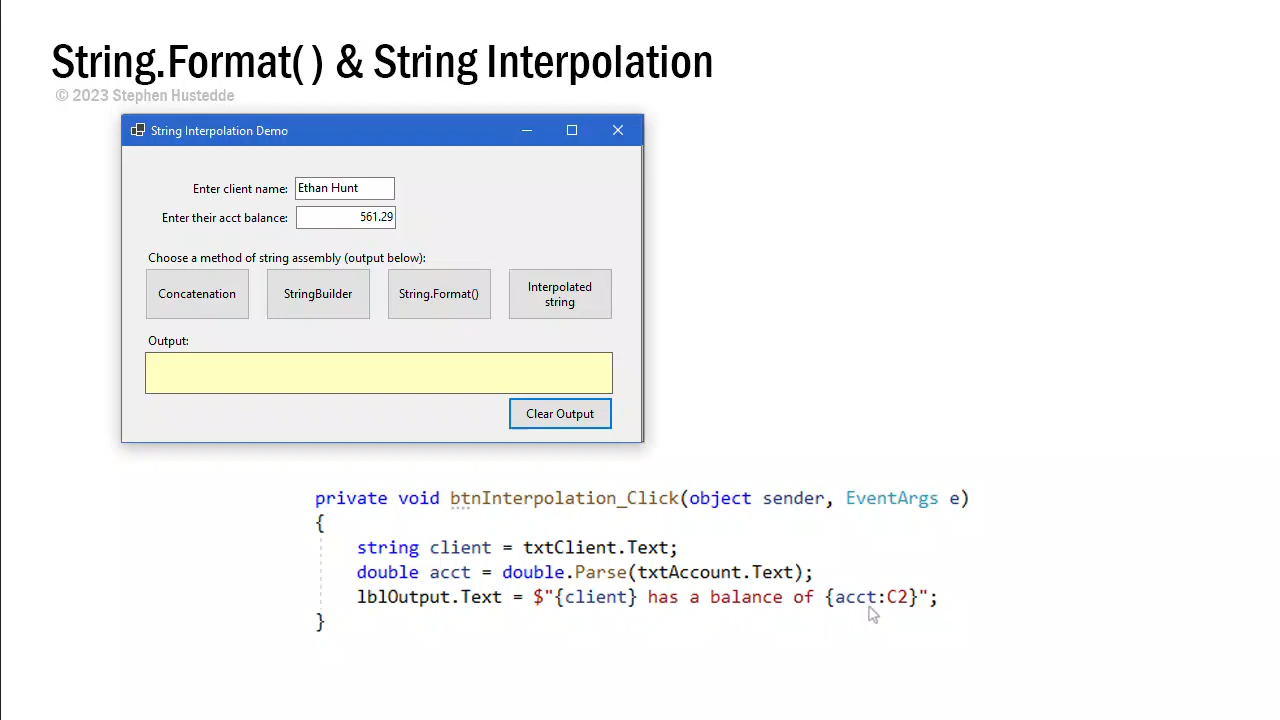 String.Format( ) & String Interpolation
© 2023 Stephen Hustedde
String Interpolation Demo
Enter client name: Ethan Hunt
Enter their acct balance: 561.29
Choose a method of string assembly (output below):
Concatenation StringBuilder String.Format() Interpolated string
Output:
Clear Output
private void btnInterpolation_Click(object sender, EventArgs e)
{
string client = txtClient.Text;
double acct = double.Parse(txtAccount.Text);
lblOutput.Text = $"{client} has a balance of {acct:C2}";
}